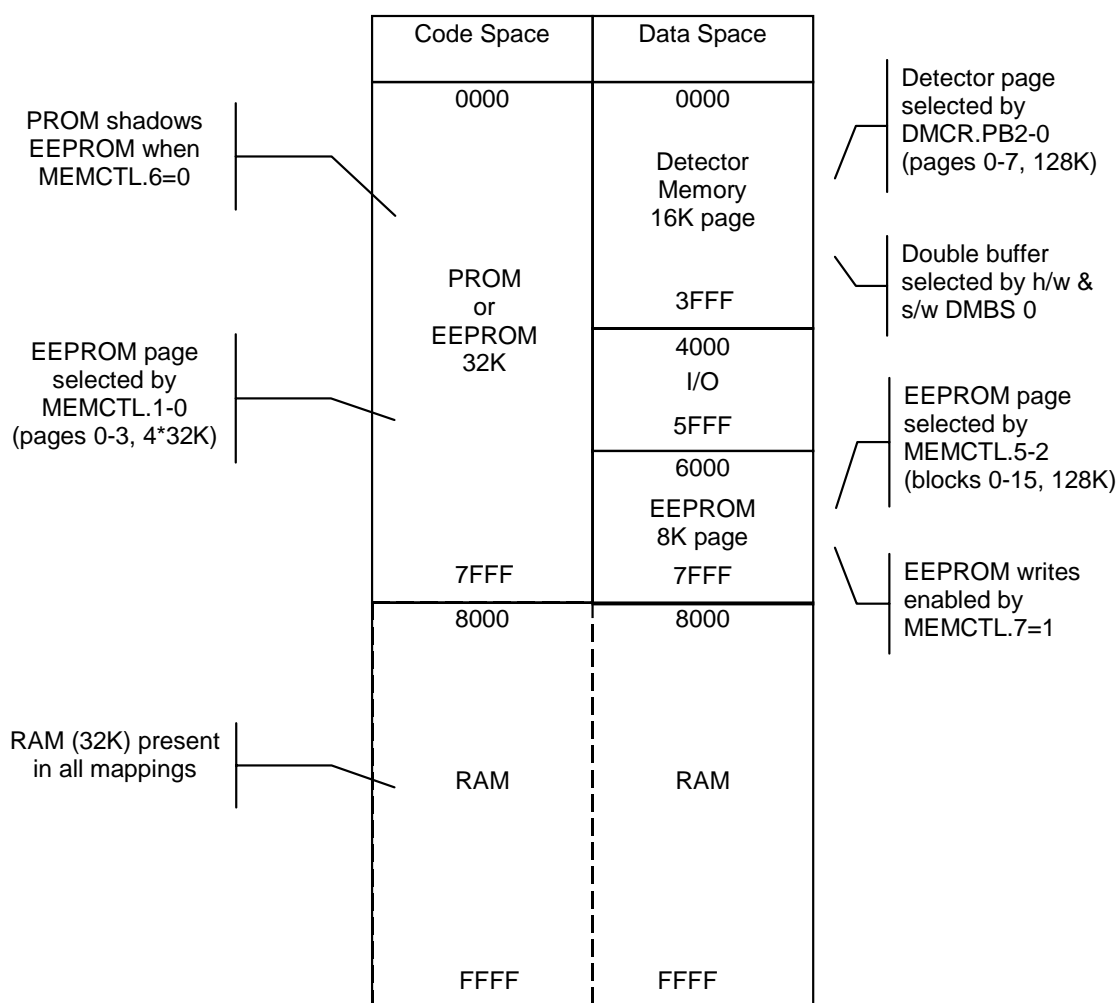 Code Space
Data Space
PROM shadows
EEPROM when
MEMCTL.6=0
EEPROM page
selected by
MEMCTL.1-0
(pages 0-3, 4*32K)
RAM (32K) present
in all mappings
0000
PROM
or
EEPROM
32K
7FFF
8000
RAM
FFFF
0000
Detector
Memory
16K page
3FFF
4000
I/O
5FFF
6000
EEPROM
8K page
7FFF
8000
RAM
FFFF
Detector page
selected by
DMCR.PB2-0
(pages 0-7, 128K)
Double buffer
selected by h/w &
s/w DMBS 0
EEPROM page
selected by
MEMCTL.5-2
(blocks 0-15, 128K)
EEPROM writes
enabled by
MEMCTL.7=1